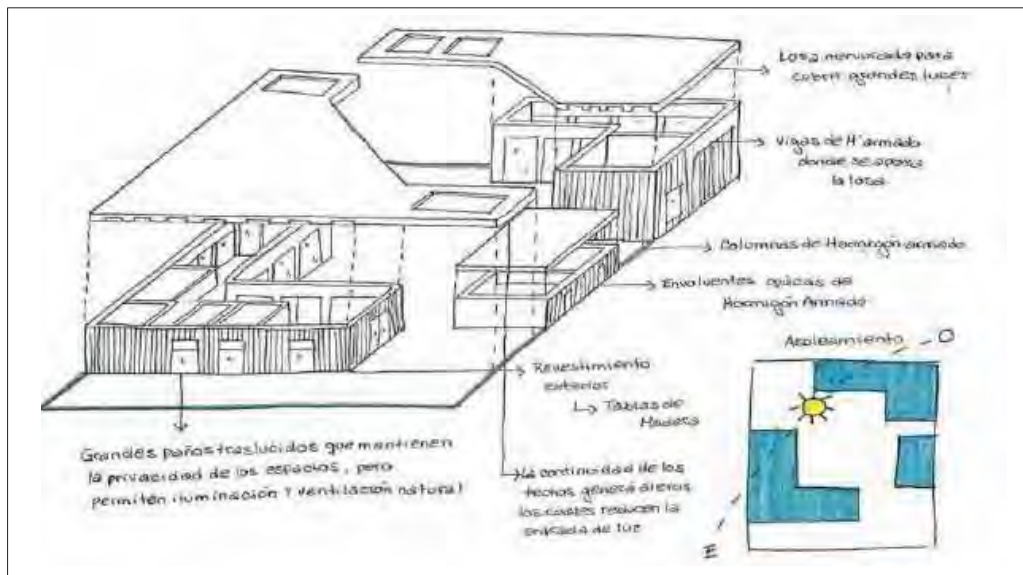 Losa nervurada para
cubrir grandes luces
Vigas de H°armado
donde se apoya
la losa
Columnas de Hormigón armado
Envolventes opacas de
Hormigón Armado
Asoleamiento
O
E
Revestimiento
exterior
Tablas de
Madera
Grandes paños traslucidos que mantienen
la privacidad de los espacios, pero
permiten iluminación y ventilación natural
La continuidad de los
techos genera aleros
los cuales reducen la
entrada de luz